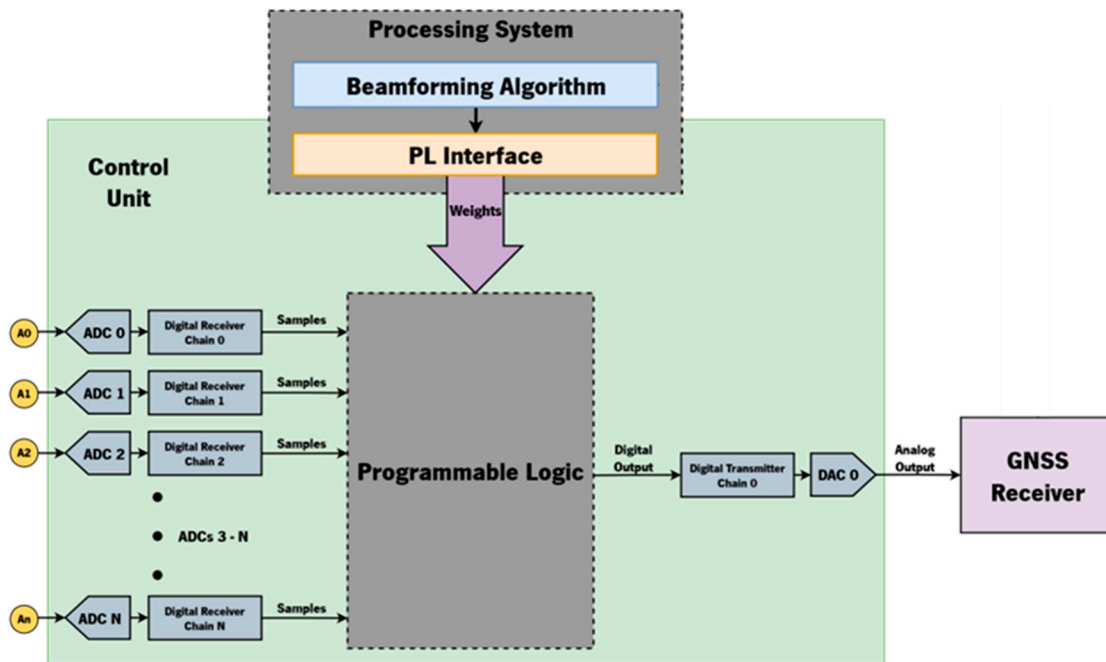 Processing System
Beamforming Algorithm
PL Interface
Control
Unit
Weights
A0
ADC 0
Digital Receiver
Chain 0
Samples
A1
ADC 1
Digital Receiver
Chain 1
Samples
A2
ADC 2
Digital Receiver
Chain 2
Samples
ADCs 3 - N
An
ADC N
Digital Receiver
Chain N
Samples
Programmable Logic
Digital
Output
Digital Transmitter
Chain 0
DAC 0
Analog
Output
GNSS
Receiver